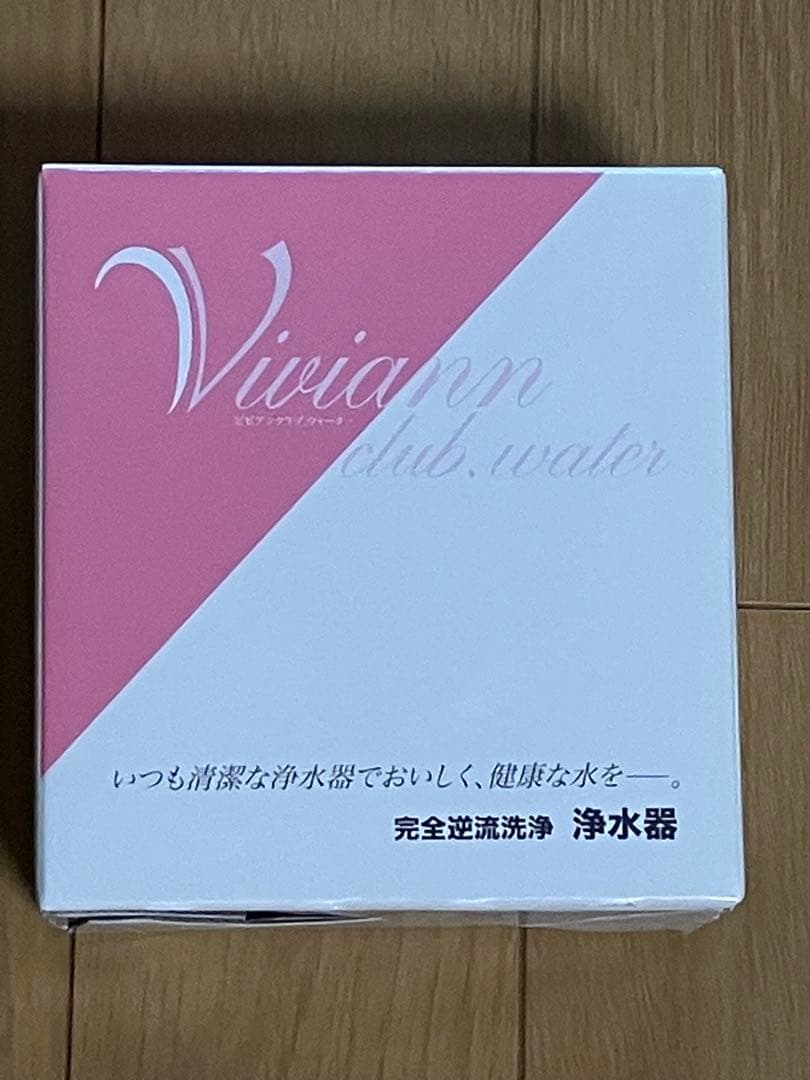 Viviann
ビビアンクラブ ウォーター
club.water
いつも清潔な浄水器でおいしく、健康な水を──。
完全逆流洗浄 浄水器